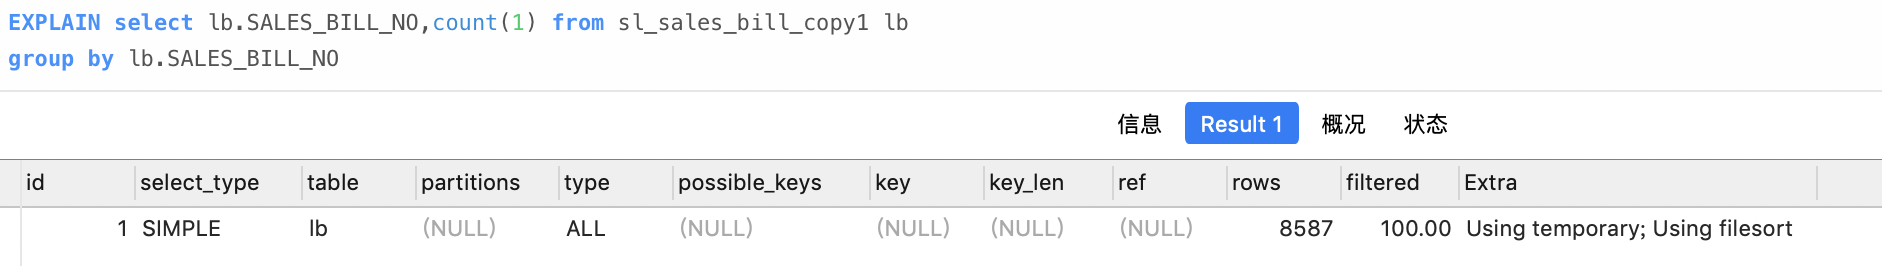 EXPLAIN select lb.SALES_BILL_NO,count(1) from sl_sales_bill_copy1 lb
group by lb.SALES_BILL_NO
信息 Result 1 概况 状态
id select_type table partitions type possible_keys key key_len ref rows filtered Extra
1 SIMPLE lb (NULL) ALL (NULL) (NULL) (NULL) (NULL) 8587 100.00 Using temporary; Using filesort